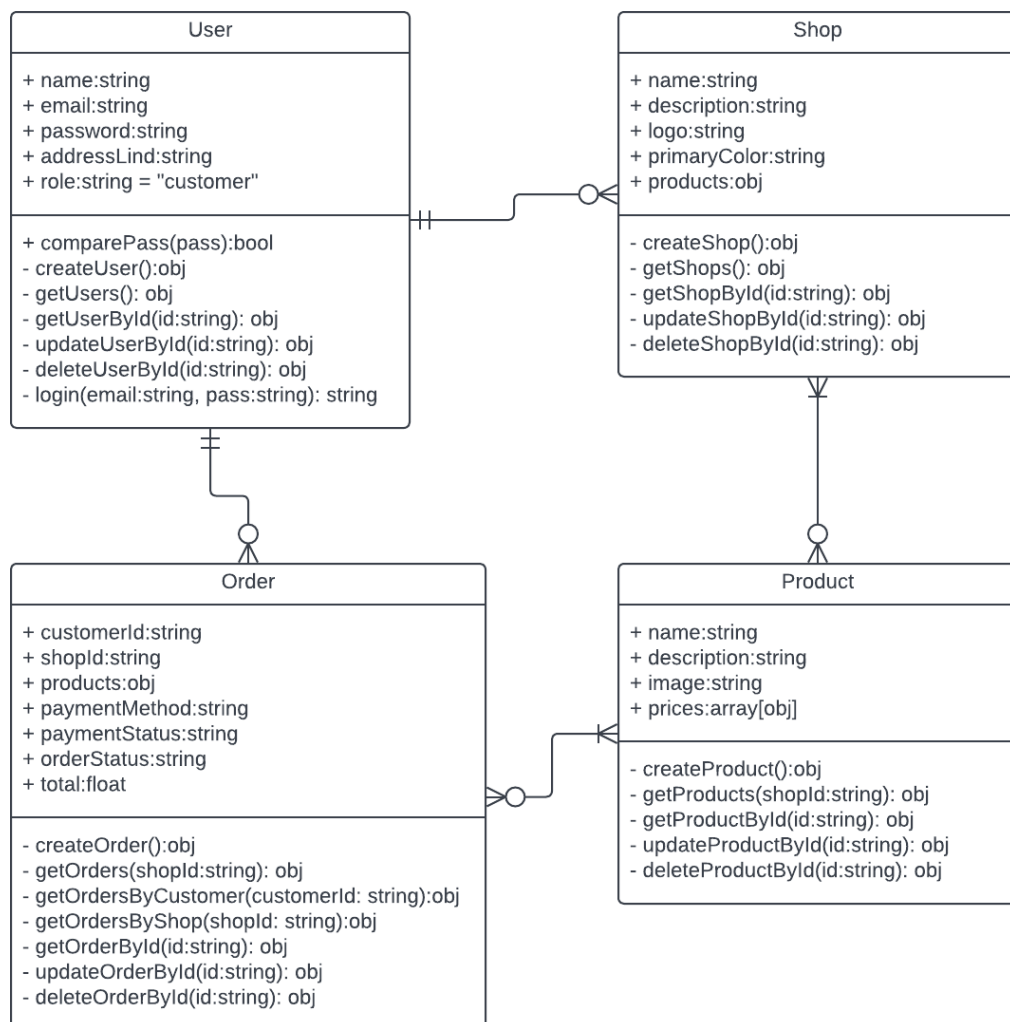 User
+ name:string
+ email:string
+ password:string
+ addressLind:string
+ role:string = "customer"
+ comparePass(pass):bool
- createUser():obj
- getUsers(): obj
- getUserById(id:string): obj
- updateUserById(id:string): obj
- deleteUserById(id:string): obj
- login(email:string, pass:string): string
Shop
+ name:string
+ description:string
+ logo:string
+ primaryColor:string
+ products:obj
- createShop():obj
- getShops(): obj
- getShopById(id:string): obj
- updateShopById(id:string): obj
- deleteShopById(id:string): obj
Order
+ customerId:string
+ shopId:string
+ products:obj
+ paymentMethod:string
+ paymentStatus:string
+ orderStatus:string
+ total:float
- createOrder():obj
- getOrders(shopId:string): obj
- getOrdersByCustomer(customerId: string):obj
- getOrdersByShop(shopId: string):obj
- getOrderById(id:string): obj
- updateOrderById(id:string): obj
- deleteOrderById(id:string): obj
Product
+ name:string
+ description:string
+ image:string
+ prices:array[obj]
- createProduct():obj
- getProducts(shopId:string): obj
- getProductById(id:string): obj
- updateProductById(id:string): obj
- deleteProductById(id:string): obj